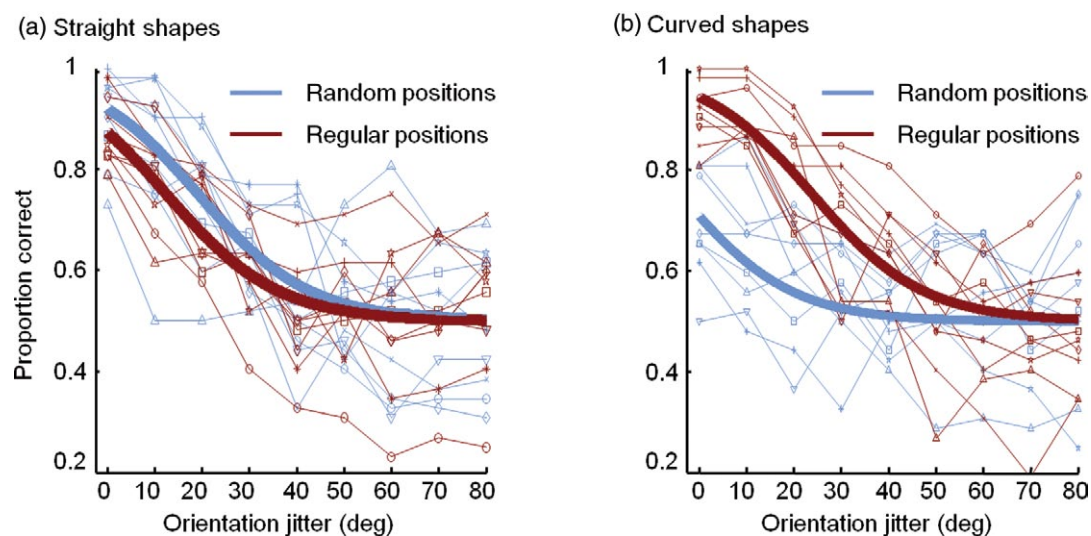 (a) Straight shapes
1
0.8
0.6
0.4
0.2
Proportion correct
Random positions
Regular positions
0 10 20 30 40 50 60 70 80
Orientation jitter (deg)
(b) Curved shapes
1
0.8
0.6
0.4
0.2
Random positions
Regular positions
0 10 20 30 40 50 60 70 80
Orientation jitter (deg)